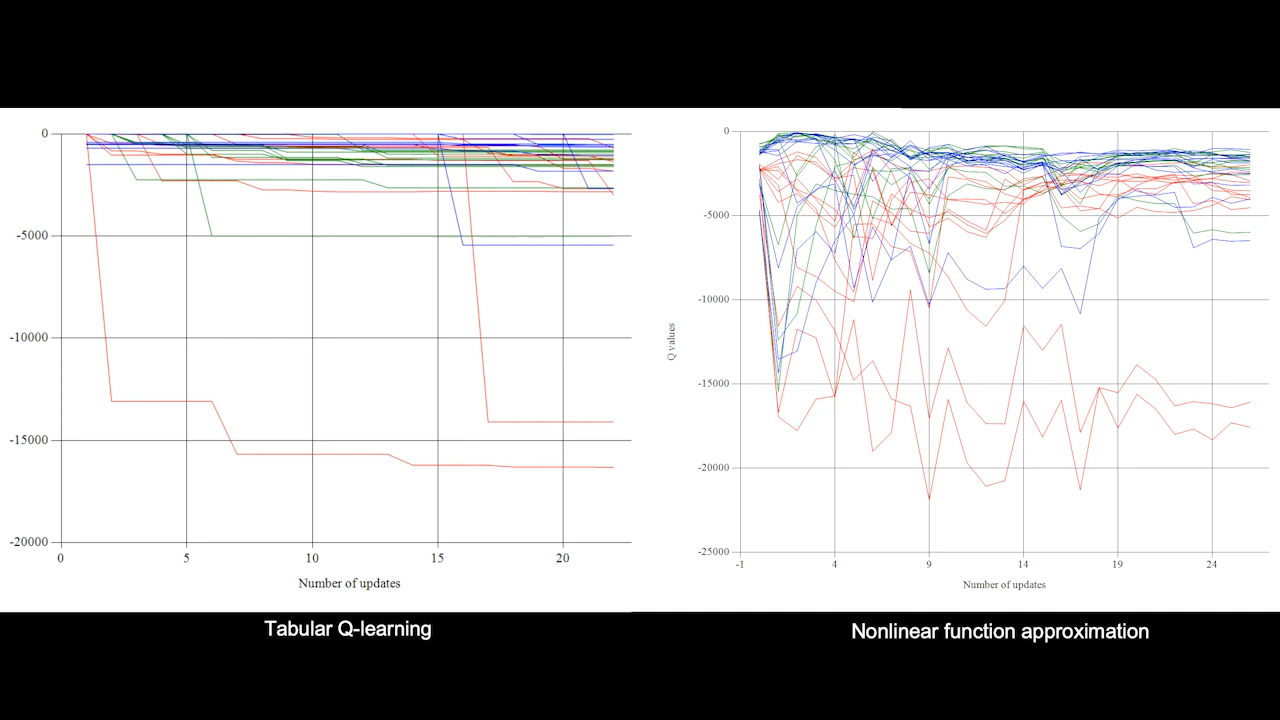 0
-5000
-10000
-15000
-20000
0 5 10 15 20
Number of updates
Tabular Q-learning
0
-5000
-10000
-15000
-20000
-25000
Q values
-1 4 9 14 19 24
Number of updates
Nonlinear function approximation